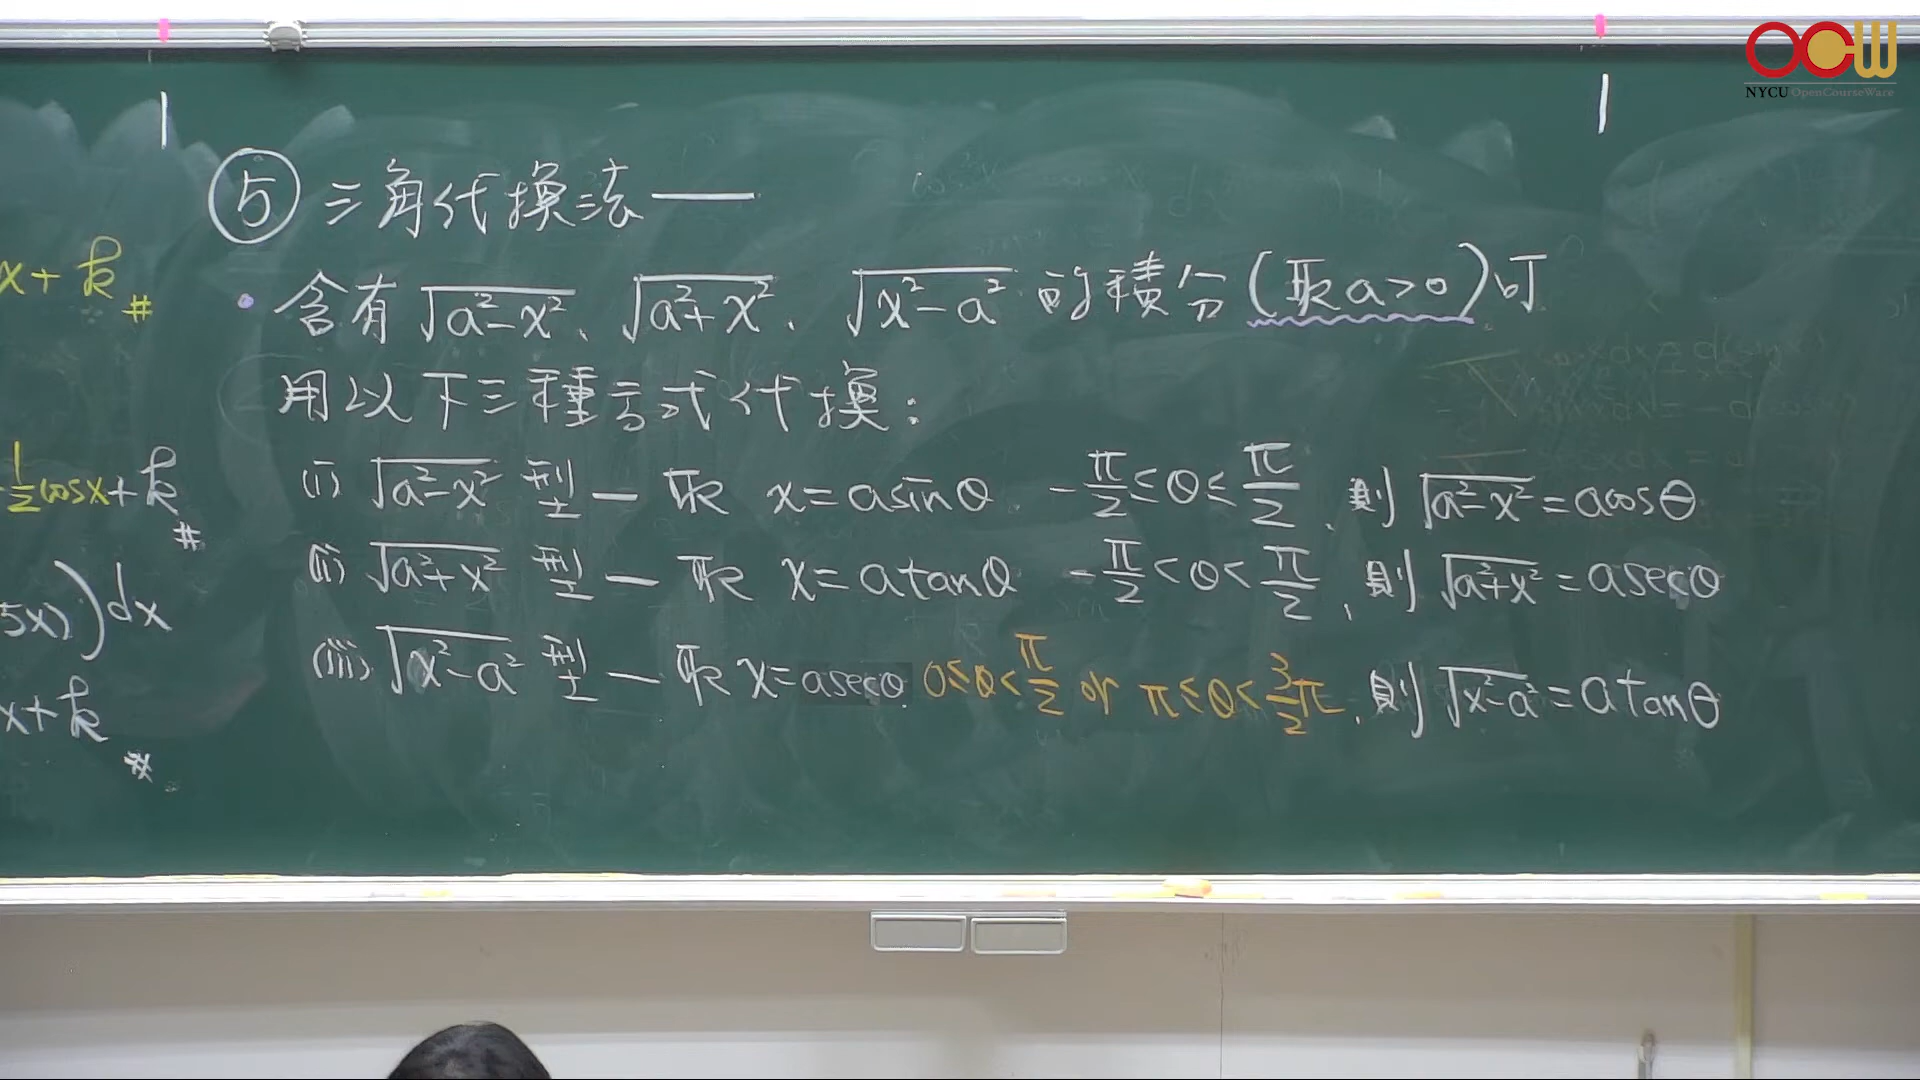 OCW
NYCU OpenCourseWare
⑤ 三角代換法 —
• 含有 √(a²-x²)、√(a²+x²)、√(x²-a²) 的積分 (取 a>0) 可
用以下三種方式代換:
(i) √(a²-x²) 型 — 取 x=asinθ -π/2≤θ≤π/2, 則 √(a²-x²)=acosθ
(ii) √(a²+x²) 型 — 取 x=atanθ -π/2<θ<π/2, 則 √(a²+x²)=asecθ
(iii) √(x²-a²) 型 — 取 x=asecθ 0≤θ<π/2 or π≤θ<3/2π, 則 √(x²-a²)=atanθ
x+k #
1/2cosx+k #
5x))dx
x+k #